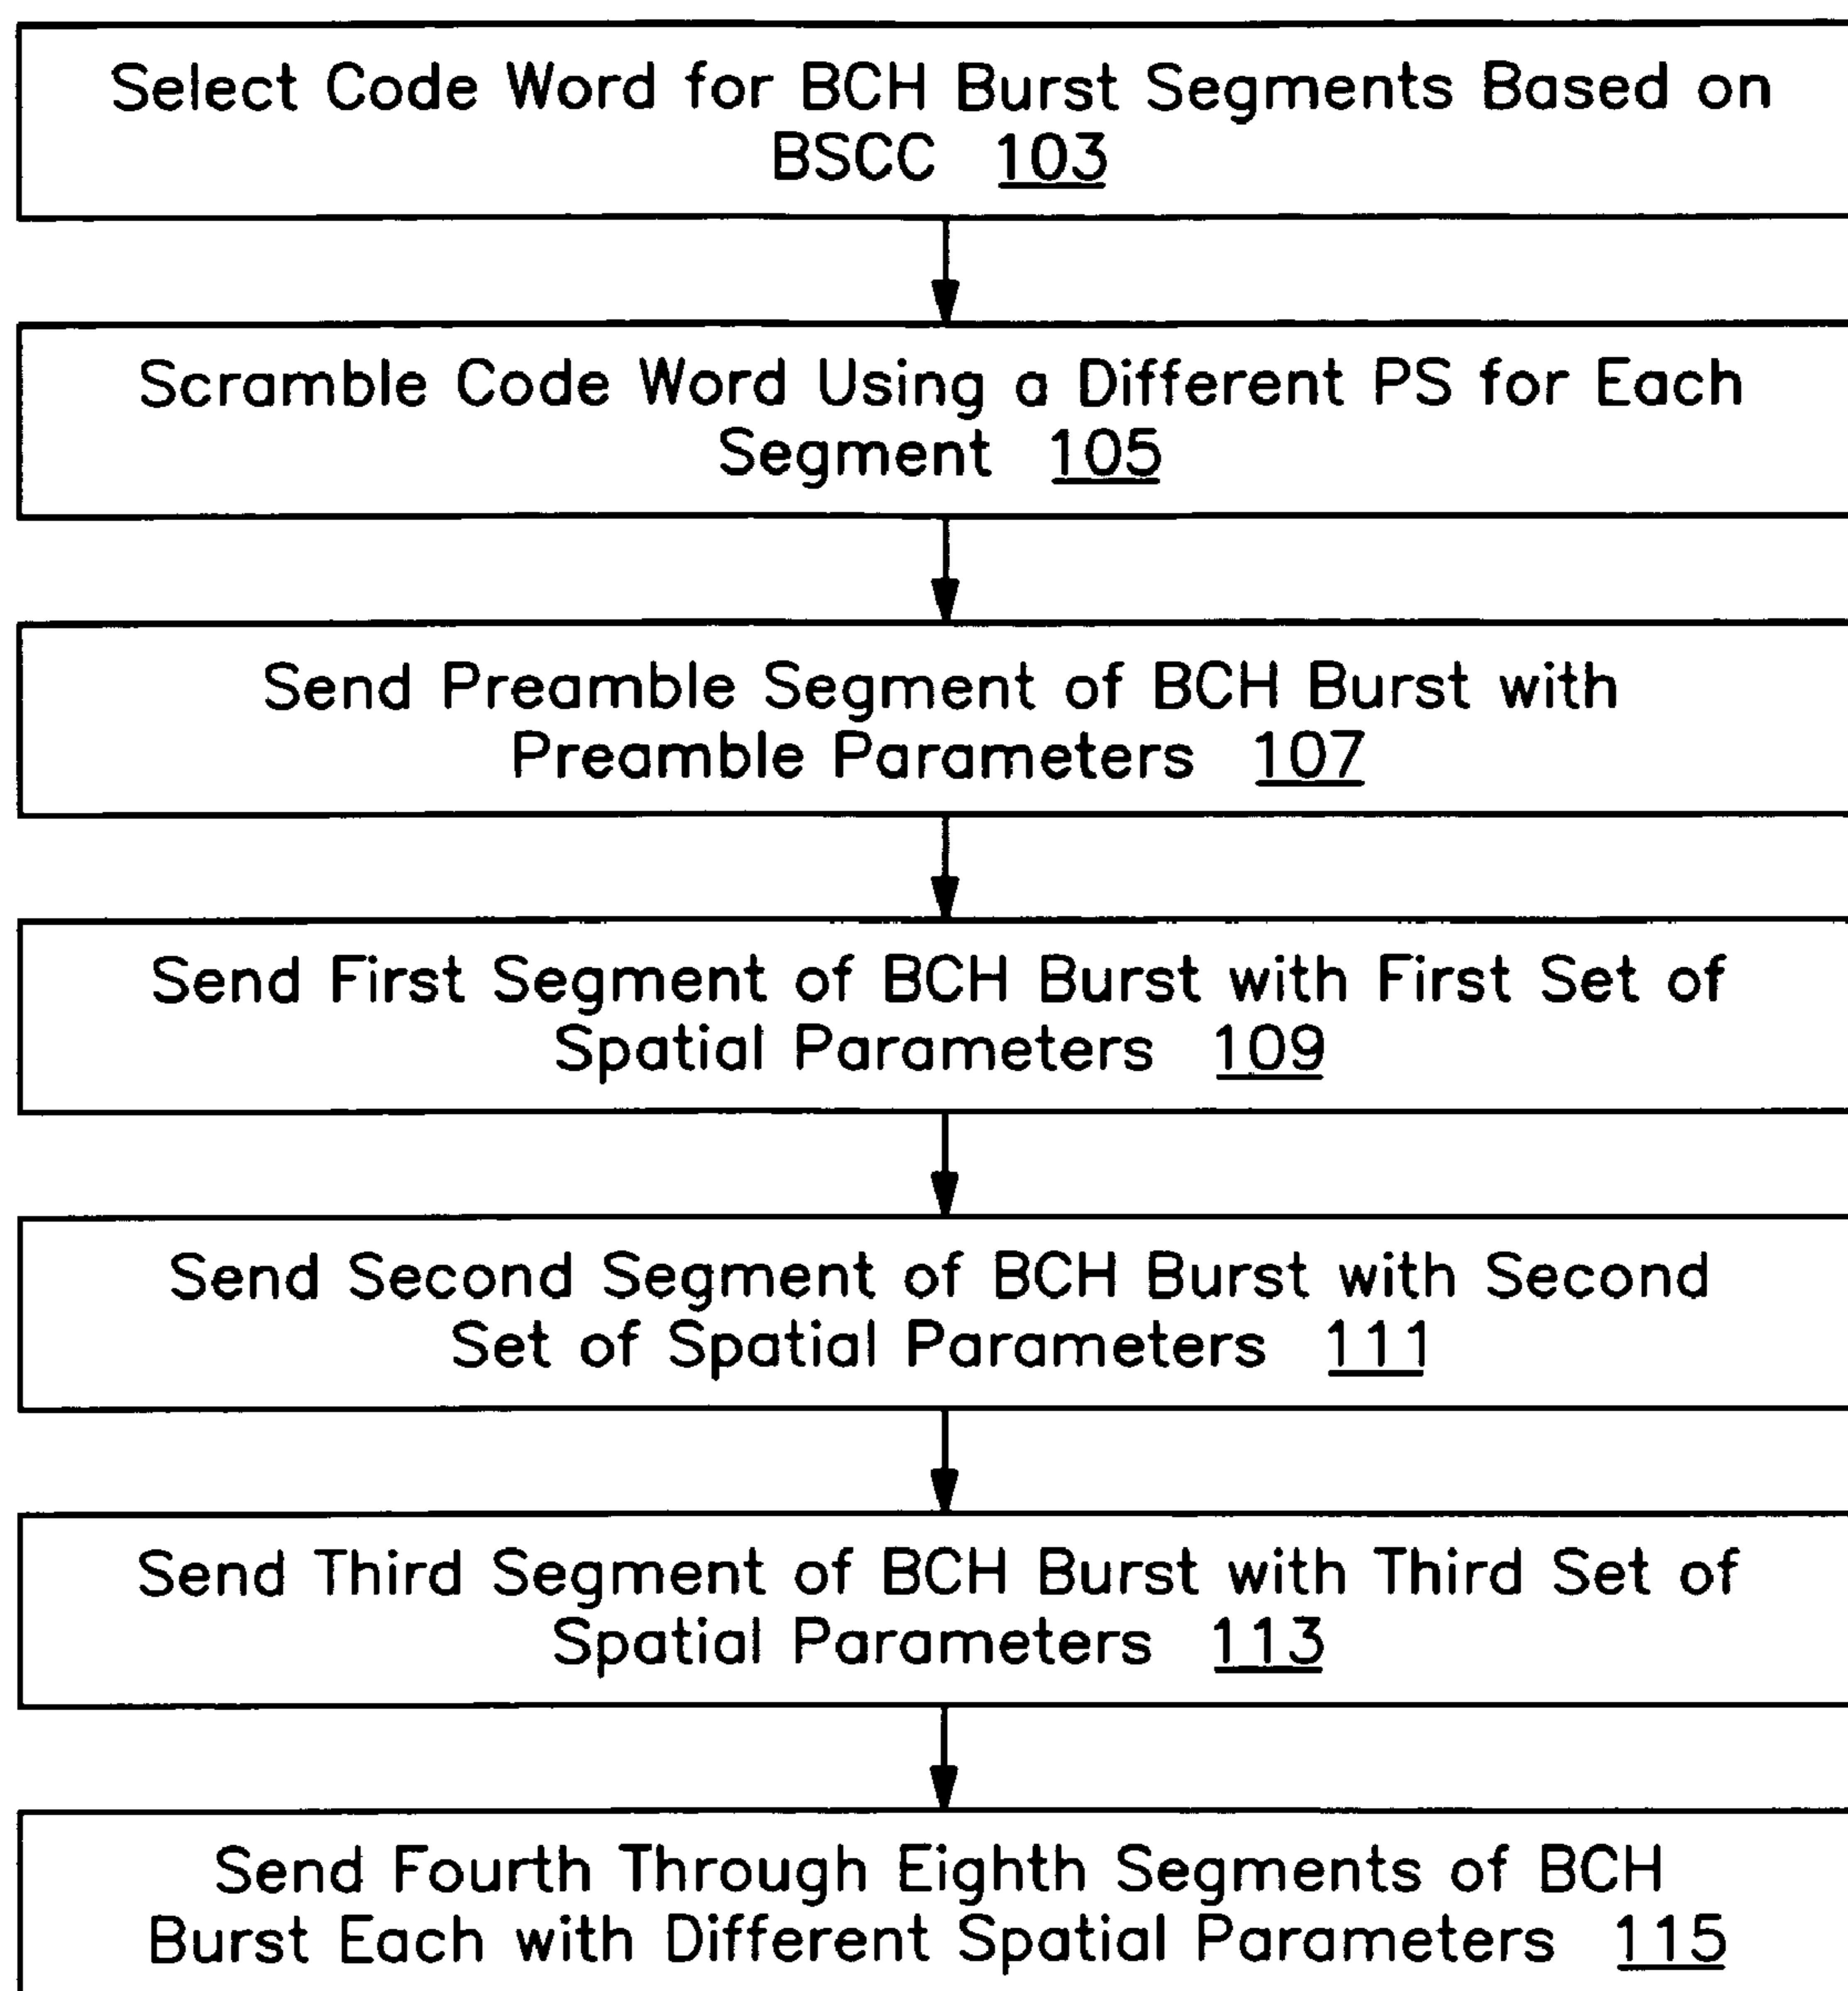 Select Code Word for BCH Burst Segments Based on
BSCC 103
Scramble Code Word Using a Different PS for Each
Segment 105
Send Preamble Segment of BCH Burst with
Preamble Parameters 107
Send First Segment of BCH Burst with First Set of
Spatial Parameters 109
Send Second Segment of BCH Burst with Second
Set of Spatial Parameters 111
Send Third Segment of BCH Burst with Third Set of
Spatial Parameters 113
Send Fourth Through Eighth Segments of BCH
Burst Each with Different Spatial Parameters 115